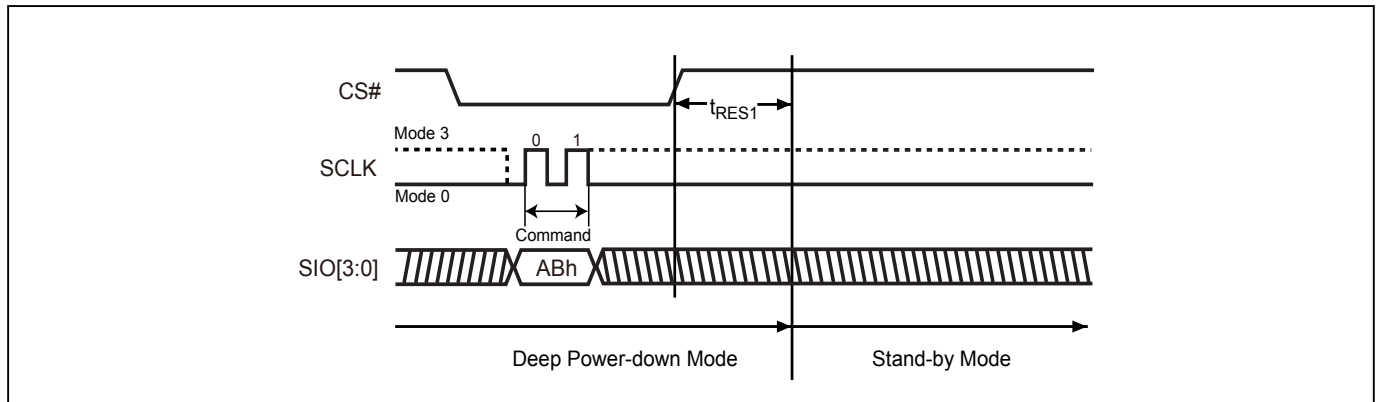 CS#
tRES1
Mode 3
0 1
SCLK
Mode 0
Command
SIO[3:0]
ABh
Deep Power-down Mode
Stand-by Mode